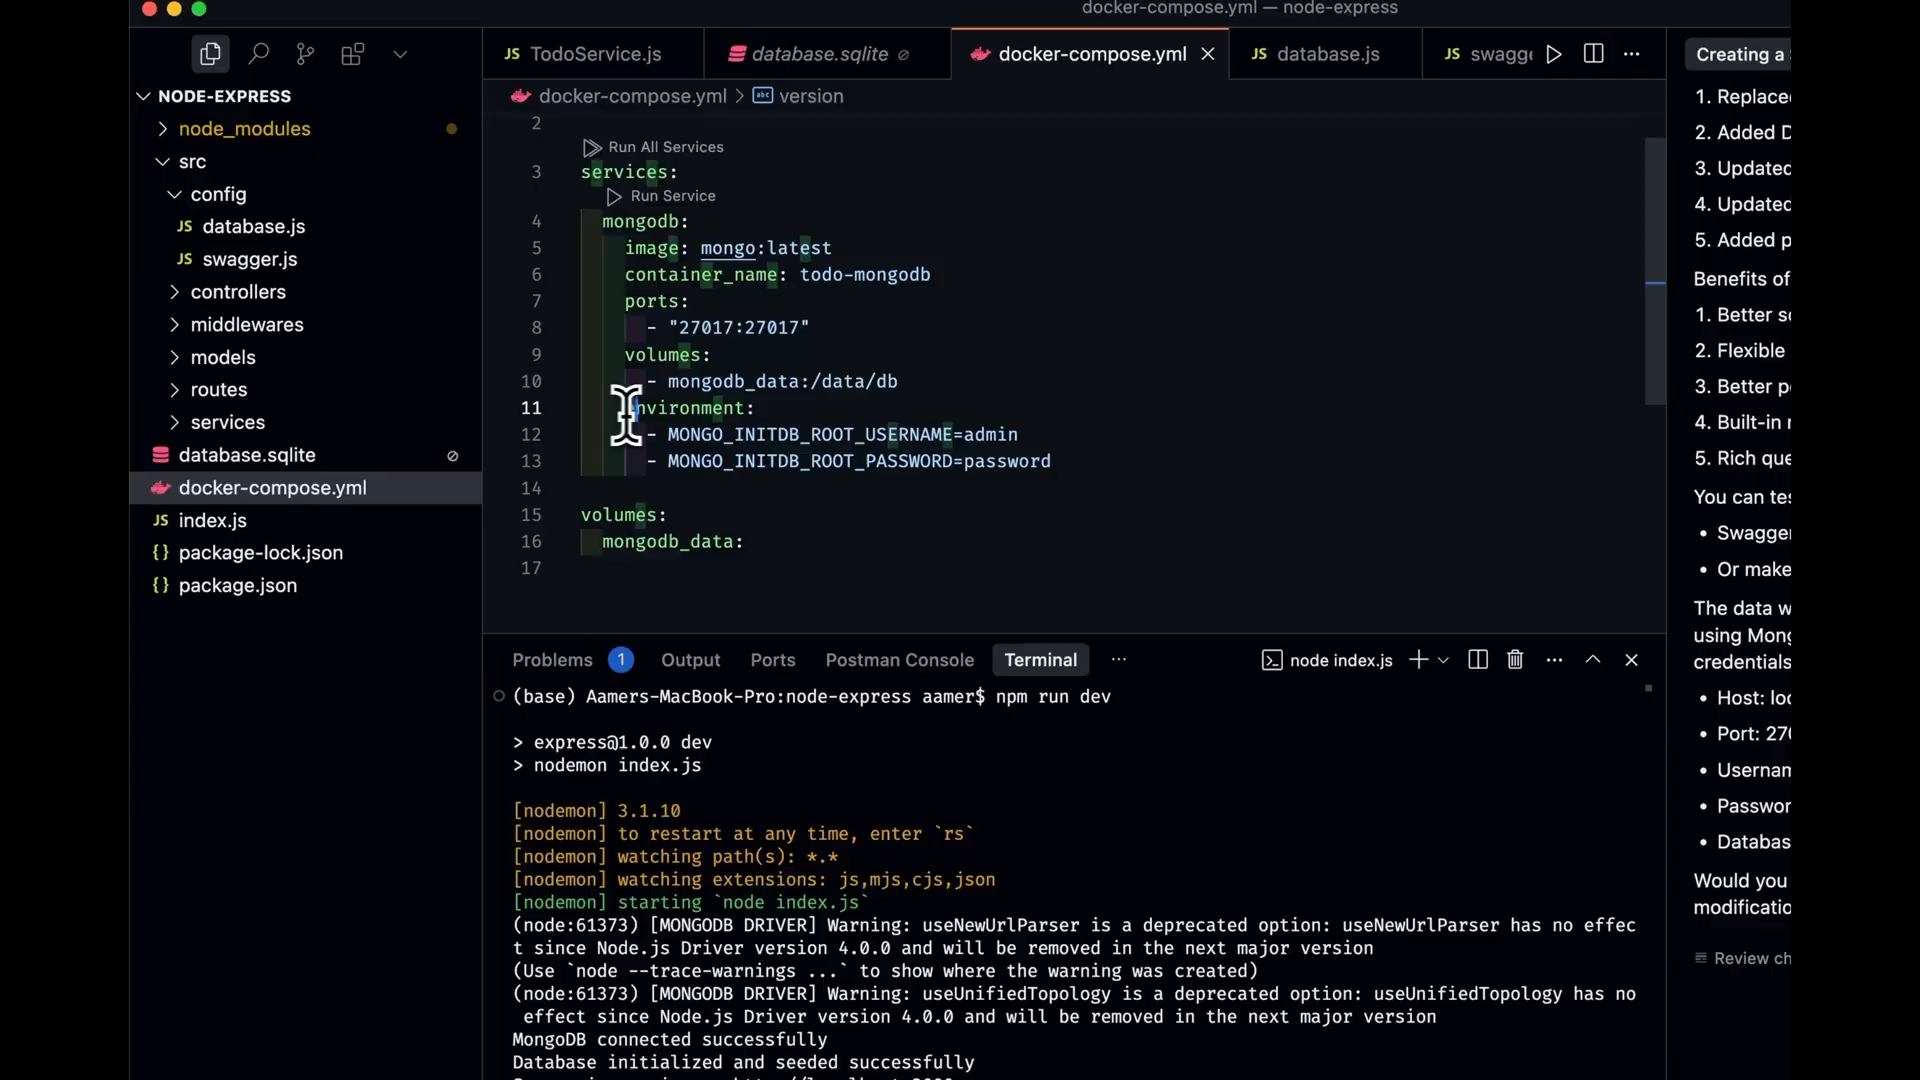 docker-compose.yml — node-express
JS TodoService.js
database.sqlite
docker-compose.yml
JS database.js
JS swagge
Creating a
NODE-EXPRESS
node_modules
src
config
JS database.js
JS swagger.js
controllers
middlewares
models
routes
services
database.sqlite
docker-compose.yml
JS index.js
{} package-lock.json
{} package.json
docker-compose.yml > abc version
2
Run All Services
3 services:
Run Service
4 mongodb:
5 image: mongo:latest
6 container_name: todo-mongodb
7 ports:
8 - "27017:27017"
9 volumes:
10 - mongodb_data:/data/db
11 nvironment:
12 - MONGO_INITDB_ROOT_USERNAME=admin
13 - MONGO_INITDB_ROOT_PASSWORD=password
14
15 volumes:
16 mongodb_data:
17
Problems 1 Output Ports Postman Console Terminal ··· node index.js
(base) Aamers-MacBook-Pro:node-express aamer$ npm run dev
> express@1.0.0 dev
> nodemon index.js
[nodemon] 3.1.10
[nodemon] to restart at any time, enter `rs`
[nodemon] watching path(s): *.*
[nodemon] watching extensions: js,mjs,cjs,json
[nodemon] starting `node index.js`
(node:61373) [MONGODB DRIVER] Warning: useNewUrlParser is a deprecated option: useNewUrlParser has no effec
t since Node.js Driver version 4.0.0 and will be removed in the next major version
(Use `node --trace-warnings ...` to show where the warning was created)
(node:61373) [MONGODB DRIVER] Warning: useUnifiedTopology is a deprecated option: useUnifiedTopology has no
effect since Node.js Driver version 4.0.0 and will be removed in the next major version
MongoDB connected successfully
Database initialized and seeded successfully
1. Replaced
2. Added D
3. Updated
4. Updated
5. Added p
Benefits of
1. Better sc
2. Flexible
3. Better pe
4. Built-in r
5. Rich que
You can tes
• Swagger
• Or make
The data w
using Mong
credentials
• Host: loc
• Port: 270
• Usernam
• Passwor
• Databas
Would you
modificatio
Review ch